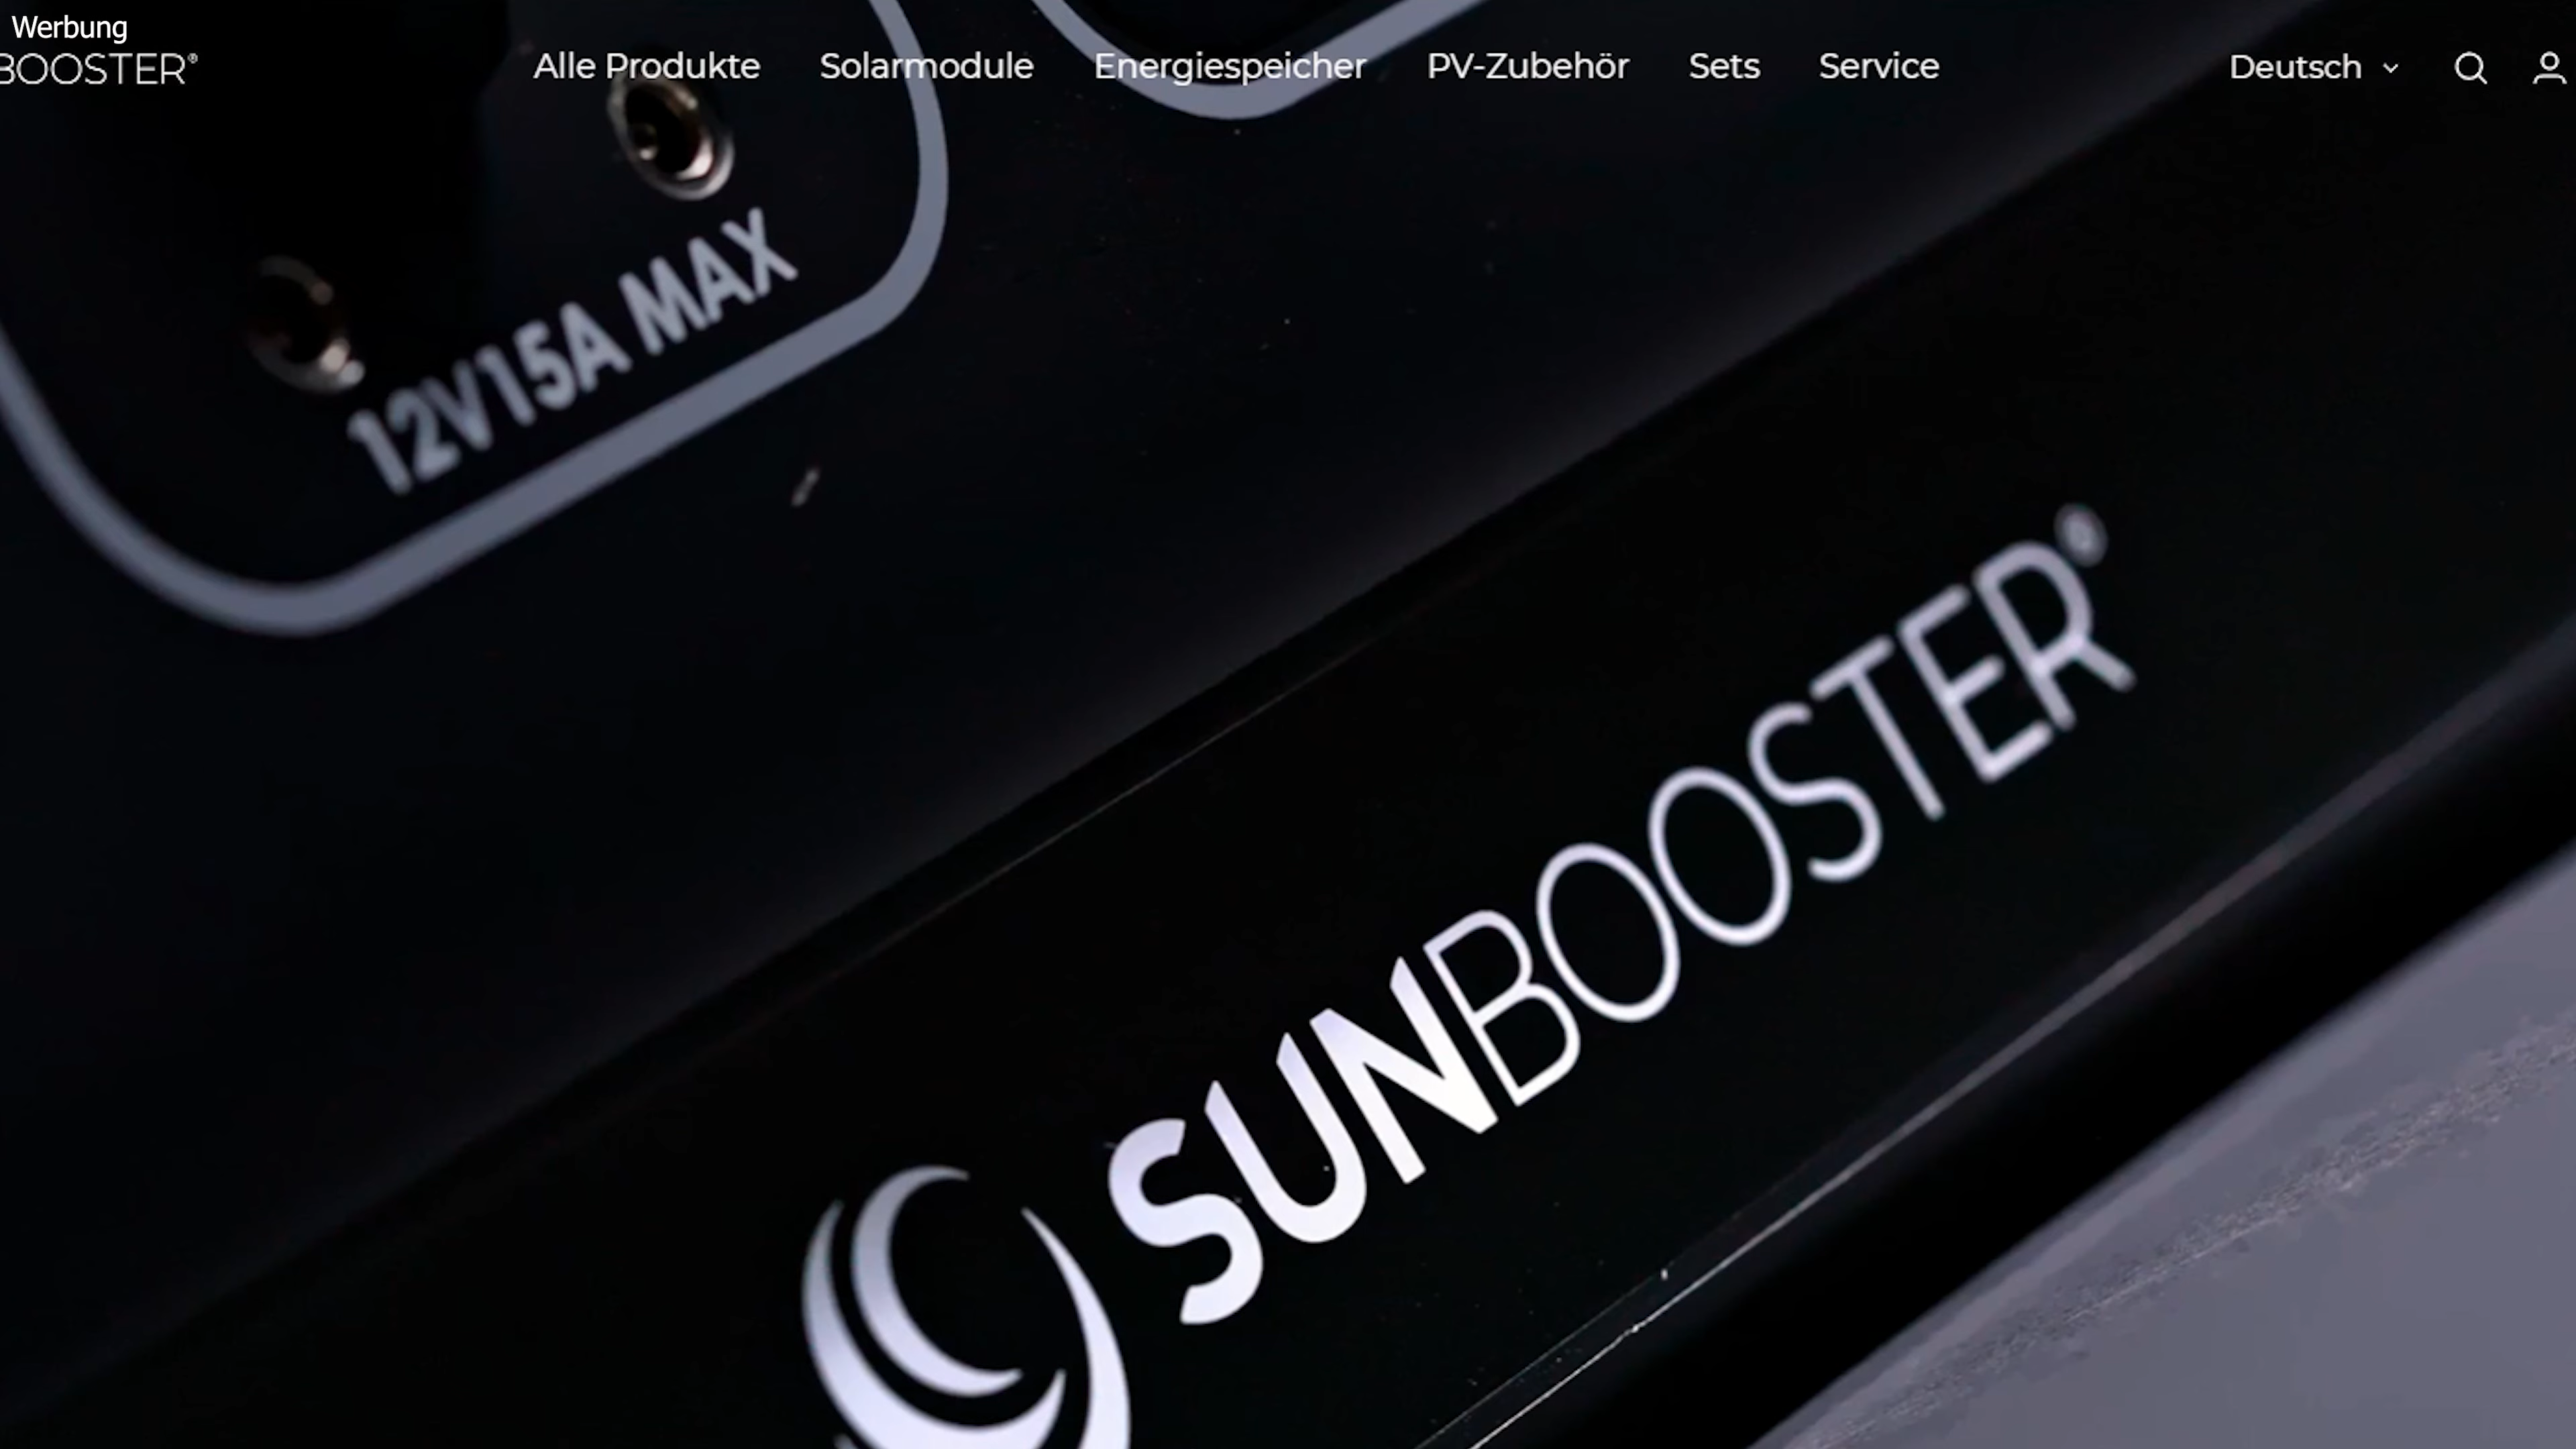 Werbung
BOOSTER®
Alle Produkte Solarmodule Energiespeicher PV-Zubehör Sets Service Deutsch
12V15A MAX
SUNBOOSTER®